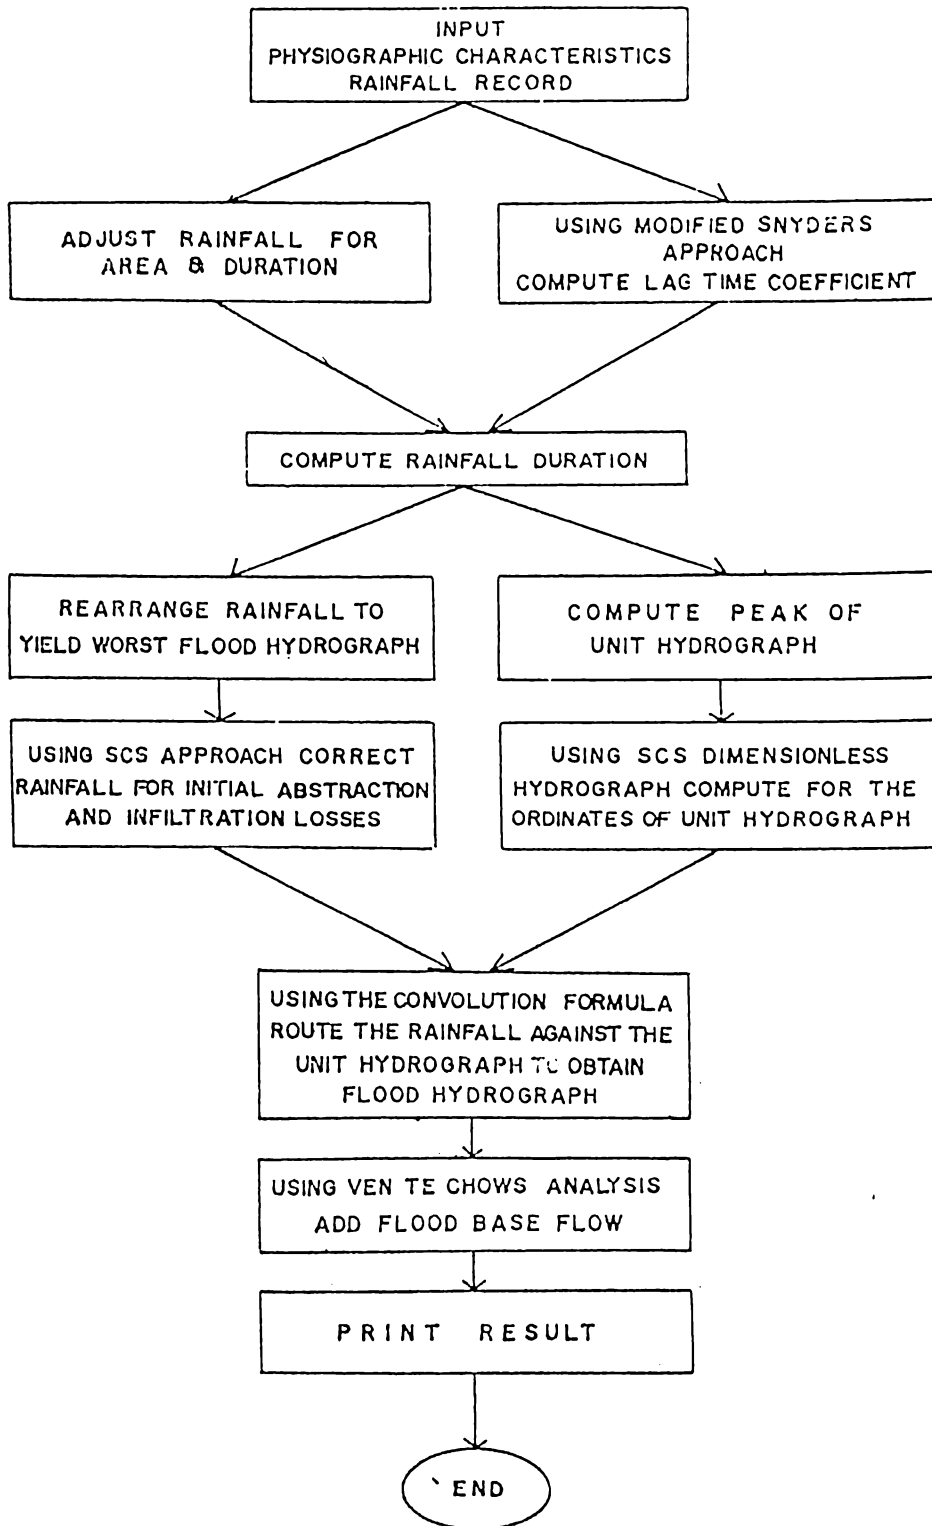 INPUT
PHYSIOGRAPHIC CHARACTERISTICS
RAINFALL RECORD
ADJUST RAINFALL FOR
AREA & DURATION
USING MODIFIED SNYDERS
APPROACH
COMPUTE LAG TIME COEFFICIENT
COMPUTE RAINFALL DURATION
REARRANGE RAINFALL TO
YIELD WORST FLOOD HYDROGRAPH
COMPUTE PEAK OF
UNIT HYDROGRAPH
USING SCS APPROACH CORRECT
RAINFALL FOR INITIAL ABSTRACTION
AND INFILTRATION LOSSES
USING SCS DIMENSIONLESS
HYDROGRAPH COMPUTE FOR THE
ORDINATES OF UNIT HYDROGRAPH
USING THE CONVOLUTION FORMULA
ROUTE THE RAINFALL AGAINST THE
UNIT HYDROGRAPH TO OBTAIN
FLOOD HYDROGRAPH
USING VEN TE CHOWS ANALYSIS
ADD FLOOD BASE FLOW
PRINT RESULT
END